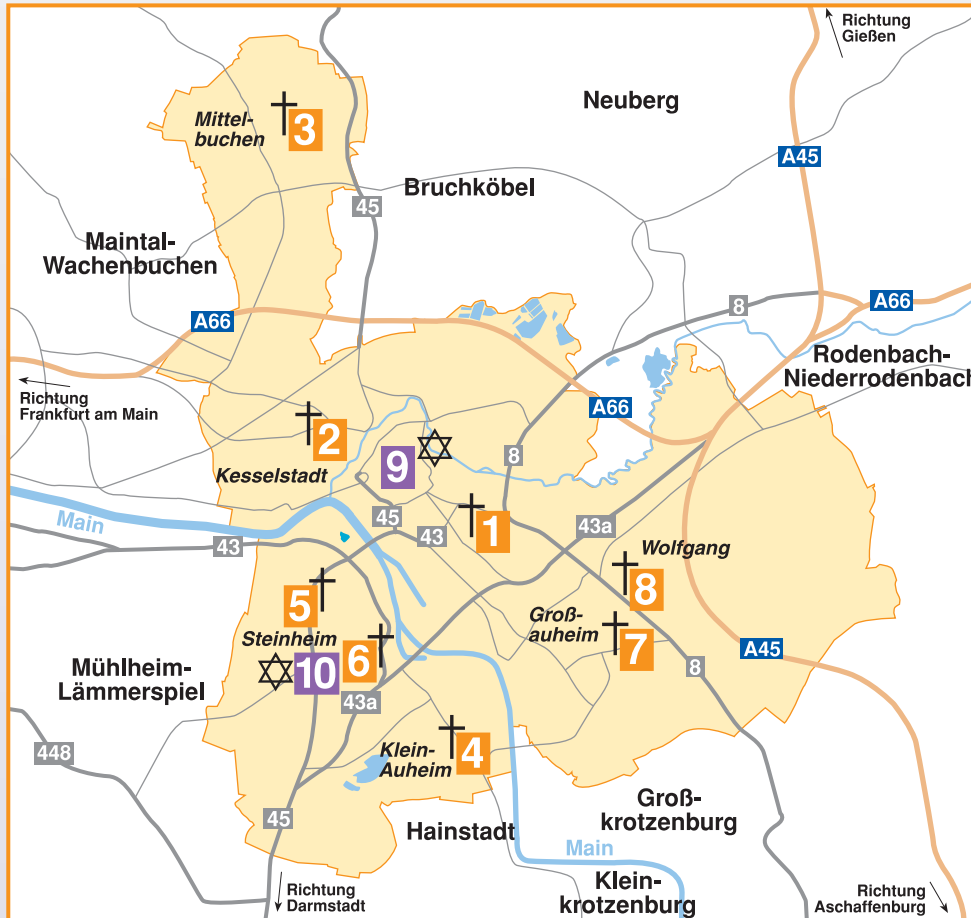 Richtung
Gießen
Neuberg
Mittel-
buchen
3
A45
Bruchköbel
45
Maintal-
Wachenbuchen
A66
8
A66
Rodenbach-
Niederrodenbach
Richtung
Frankfurt am Main
A66
2
9
8
Kesselstadt
Main
45
43
1
43a
43
Wolfgang
8
5
Groß-
auheim
7
Steinheim
6
10
A45
8
Mühlheim-
Lämmerspiel
43a
4
Klein-
Auheim
448
45
Hainstadt
Groß-
krotzenburg
Main
Klein-
krotzenburg
Richtung
Darmstadt
Richtung
Aschaffenburg